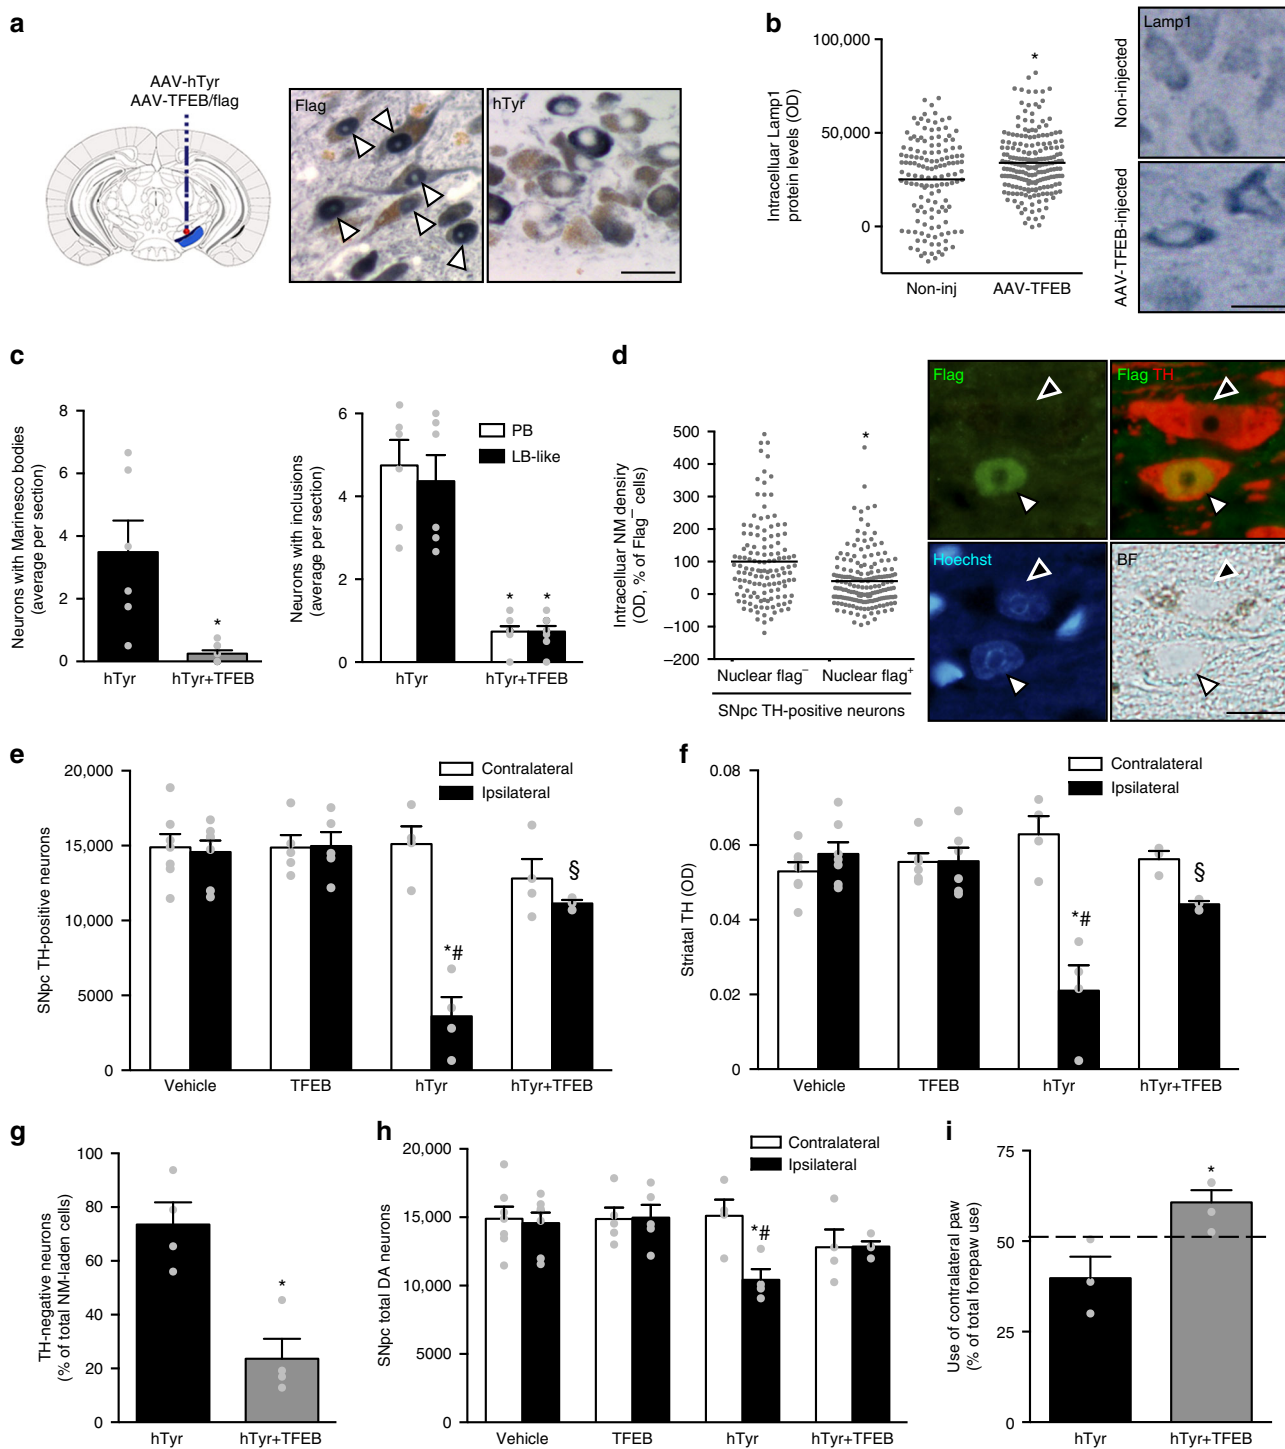 a
AAV-hTyr
AAV-TFEB/flag
Flag
hTyr
b
Intracelluar Lamp1
protein levels (OD)
100,000
50,000
0
*
Non-inj
AAV-TFEB
Lamp1
Non-injected
AAV-TFEB-injected
c
Neurons with Marinesco bodies
(average per section)
8
6
4
2
0
*
hTyr
hTyr+TFEB
Neurons with inclusions
(average per section)
6
4
2
0
PB
LB-like
* *
hTyr
hTyr+TFEB
d
Intracelluar NM density
(OD, % of Flag⁻ cells)
500
400
300
200
100
0
−100
−200
*
Nuclear flag⁻
Nuclear flag⁺
SNpc TH-positive neurons
Flag
Flag TH
Hoechst
BF
e
SNpc TH-positive neurons
20,000
15,000
10,000
5000
0
Contralateral
Ipsilateral
*#
§
Vehicle
TFEB
hTyr
hTyr+TFEB
f
Striatal TH (OD)
0.08
0.06
0.04
0.02
0
Contralateral
Ipsilateral
*#
§
Vehicle
TFEB
hTyr
hTyr+TFEB
g
TH-negative neurons
(% of total NM-laden cells)
100
80
60
40
20
0
*
hTyr
hTyr+TFEB
h
SNpc total DA neurons
20,000
15,000
10,000
5000
0
Contralateral
Ipsilateral
*#
Vehicle
TFEB
hTyr
hTyr+TFEB
i
Use of contralateral paw
(% of total forepaw use)
75
50
25
0
*
hTyr
hTyr+TFEB